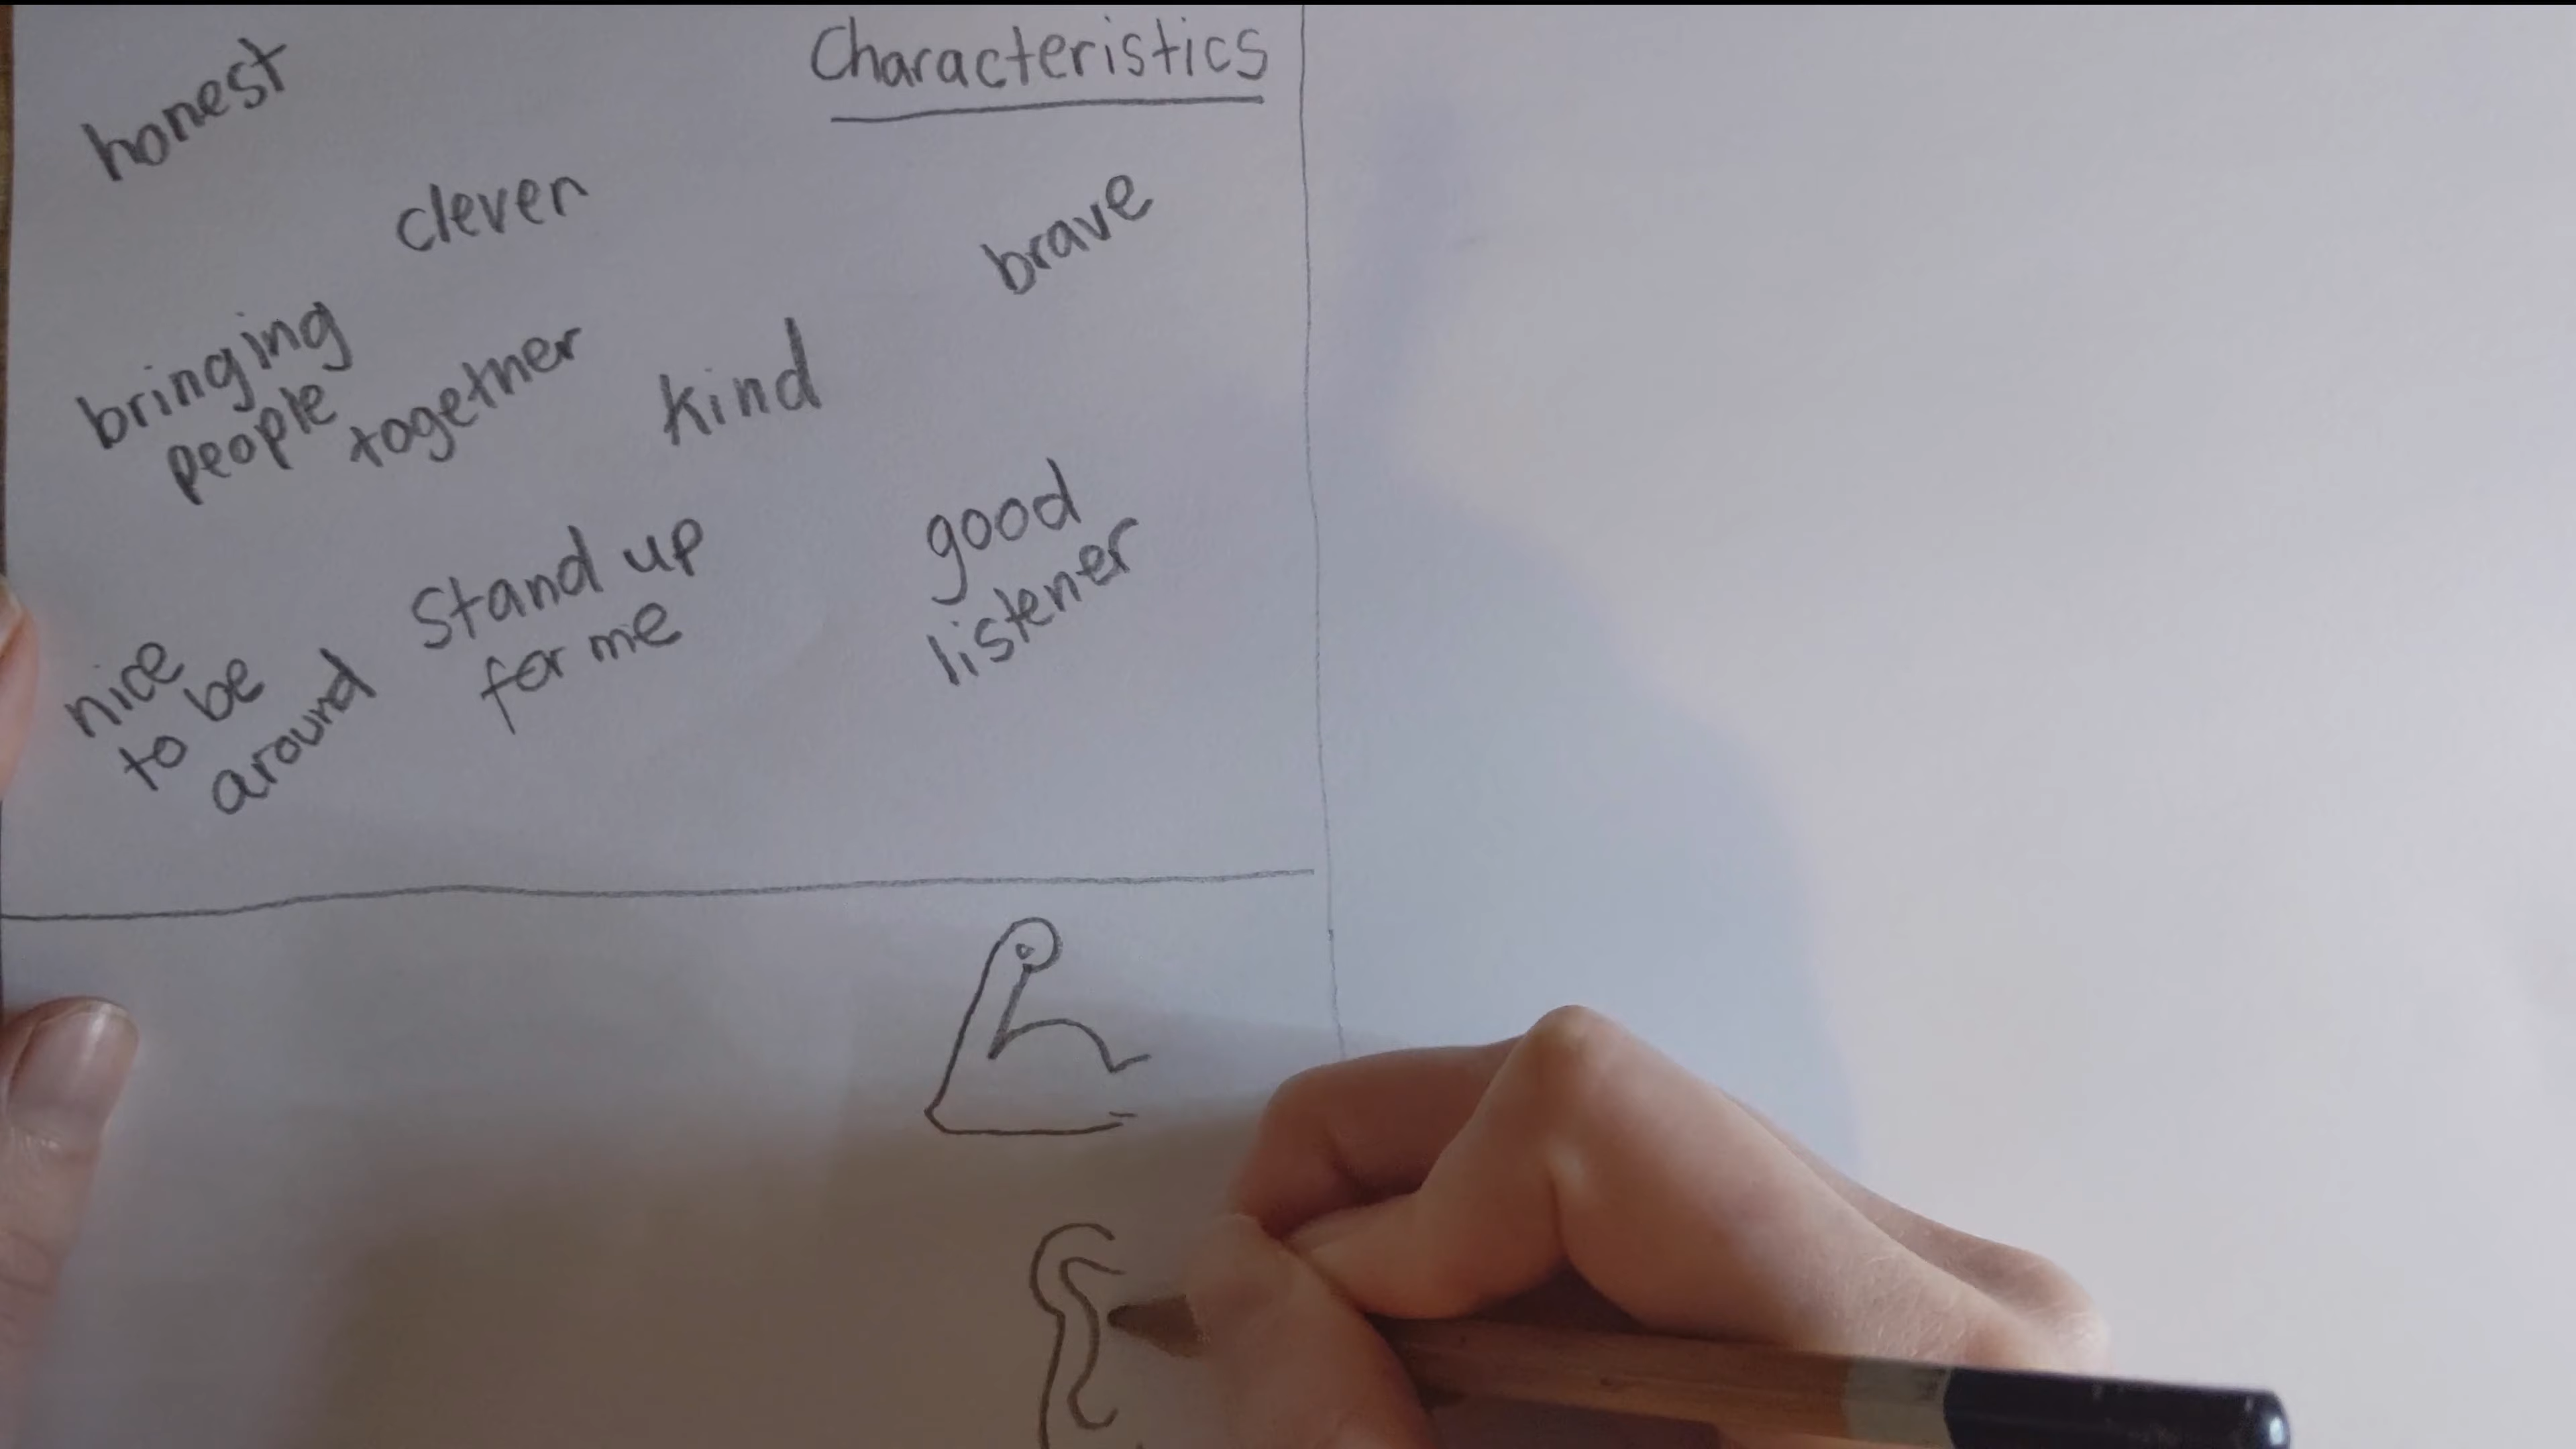 Characteristics
honest
clever
brave
bringing
people
together
kind
good
listener
Stand up
for me
nice
to be
around